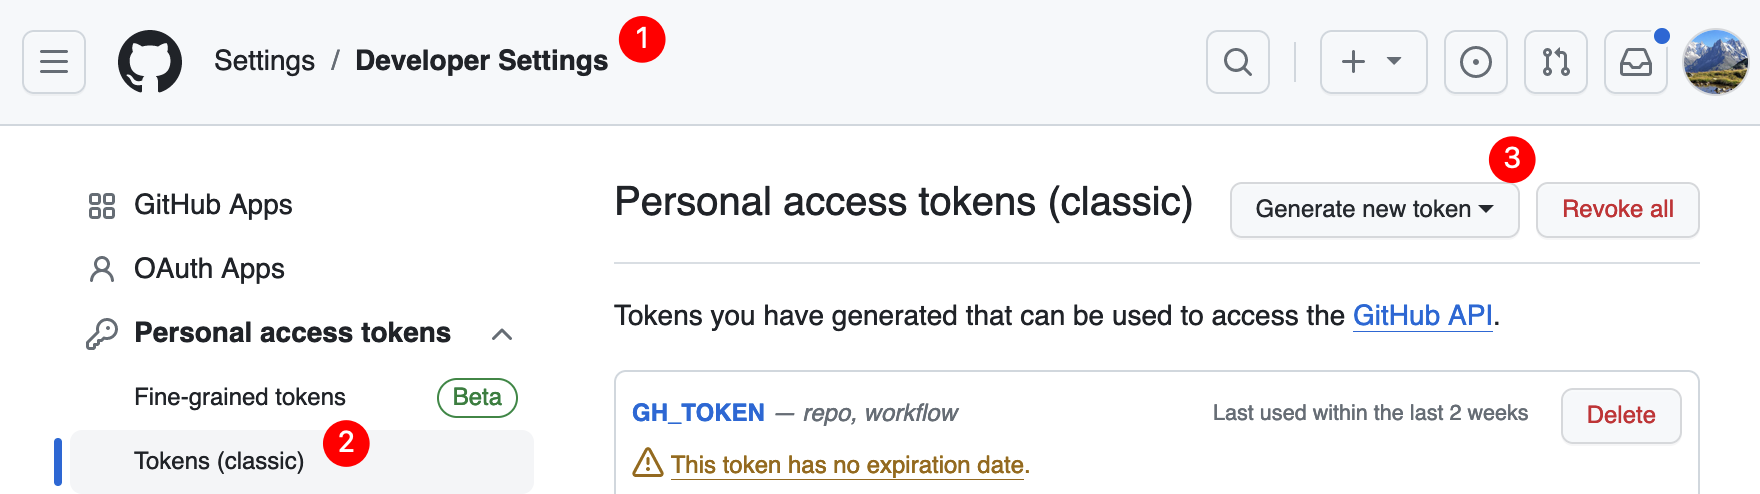 Settings / Developer Settings 1
3
GitHub Apps
OAuth Apps
Personal access tokens
Fine-grained tokens Beta
Tokens (classic) 2
Personal access tokens (classic) Generate new token Revoke all
Tokens you have generated that can be used to access the GitHub API.
GH_TOKEN — repo, workflow Last used within the last 2 weeks Delete
This token has no expiration date.